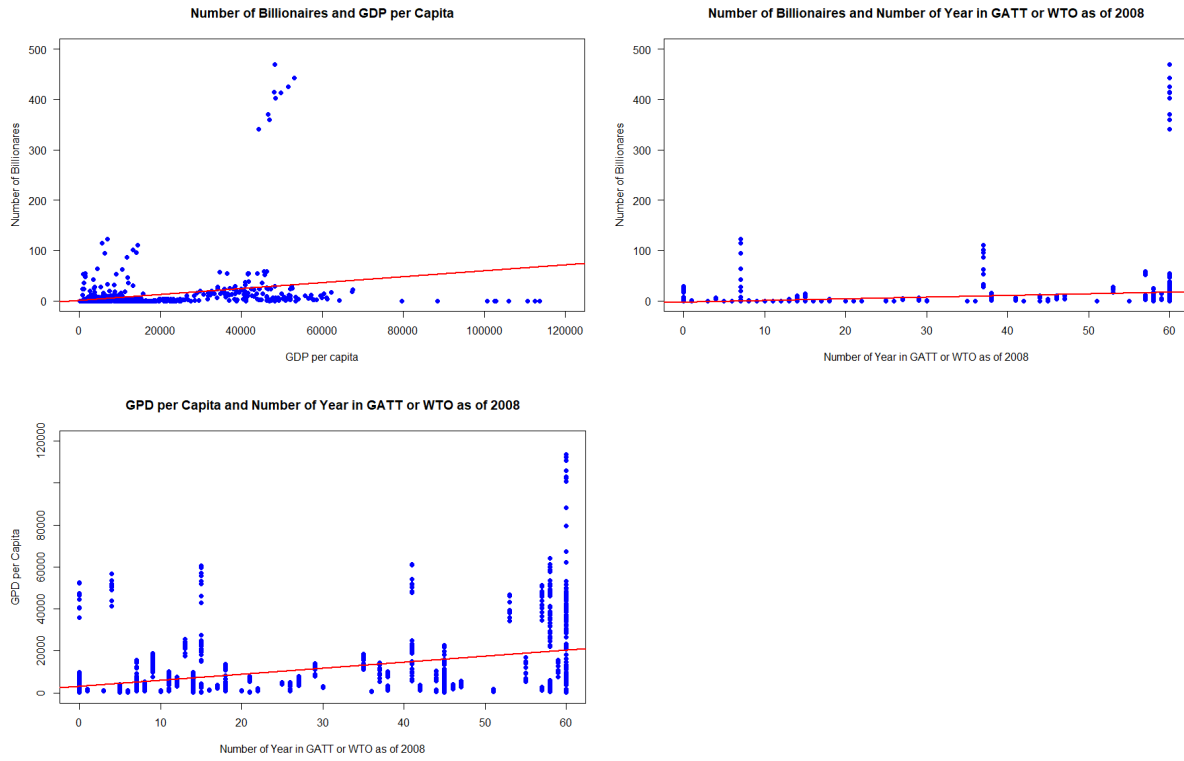 Number of Billionaires and GDP per Capita
500
400
300
200
100
0
Number of Billionares
0 20000 40000 60000 80000 100000 120000
GDP per capita
Number of Billionaires and Number of Year in GATT or WTO as of 2008
500
400
300
200
100
0
Number of Billionares
0 10 20 30 40 50 60
Number of Year in GATT or WTO as of 2008
GPD per Capita and Number of Year in GATT or WTO as of 2008
120000
80000
60000
40000
20000
0
GPD per Capita
0 10 20 30 40 50 60
Number of Year in GATT or WTO as of 2008